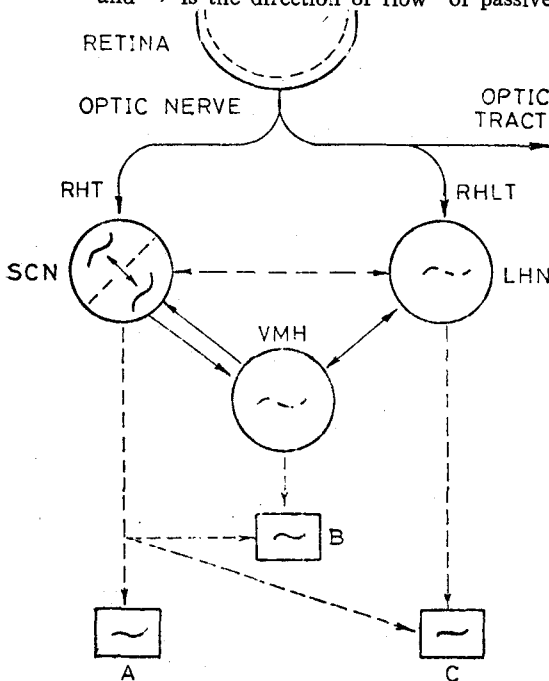 and → is the direction of flow of passive
RETINA
OPTIC NERVE
OPTIC
TRACT
RHT
RHLT
SCN
LHN
VMH
B
A
C